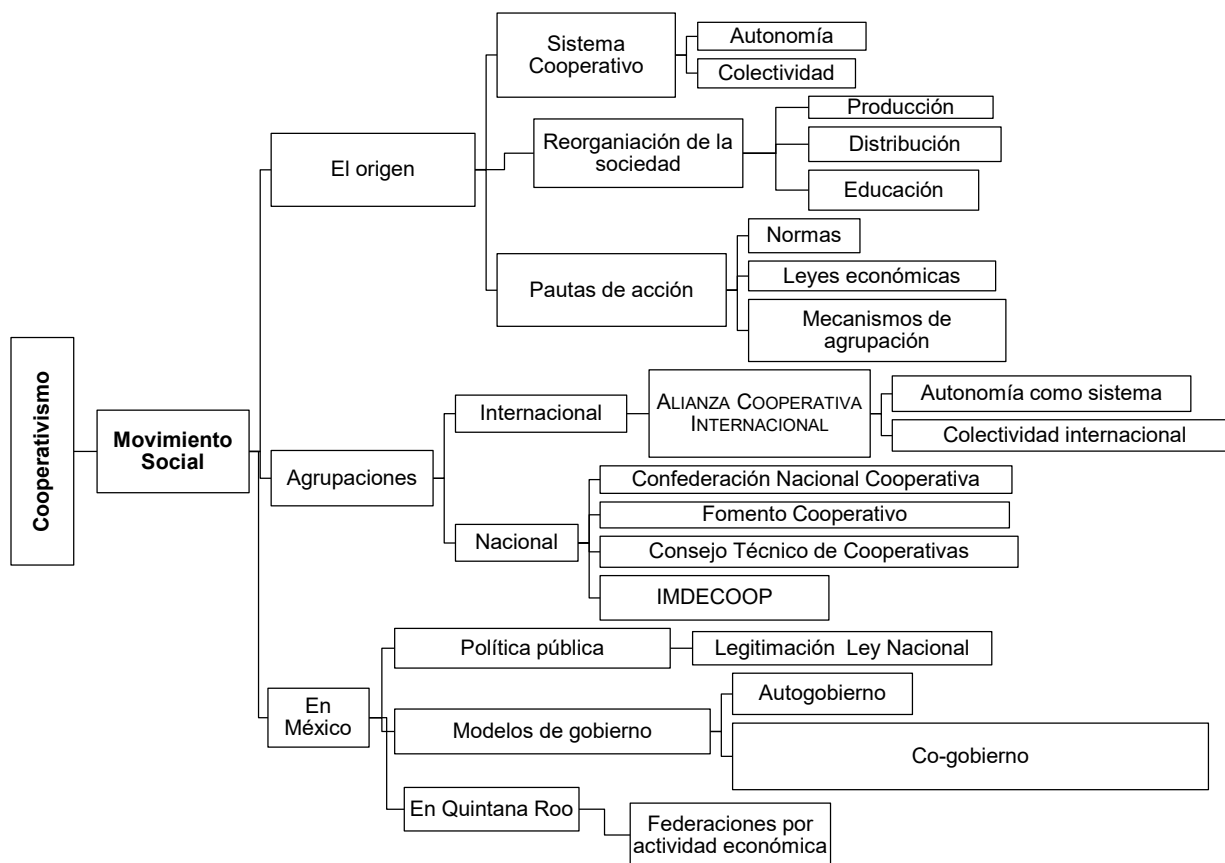 Cooperativismo
Movimiento
Social
El origen
Sistema
Cooperativo
Autonomía
Colectividad
Reorganiación de la
sociedad
Producción
Distribución
Educación
Pautas de acción
Normas
Leyes económicas
Mecanismos de
agrupación
Agrupaciones
Internacional
ALIANZA COOPERATIVA
INTERNACIONAL
Autonomía como sistema
Colectividad internacional
Nacional
Confederación Nacional Cooperativa
Fomento Cooperativo
Consejo Técnico de Cooperativas
IMDECOOP
En
México
Política pública
Legitimación  Ley Nacional
Modelos de gobierno
Autogobierno
Co-gobierno
En Quintana Roo
Federaciones por
actividad económica